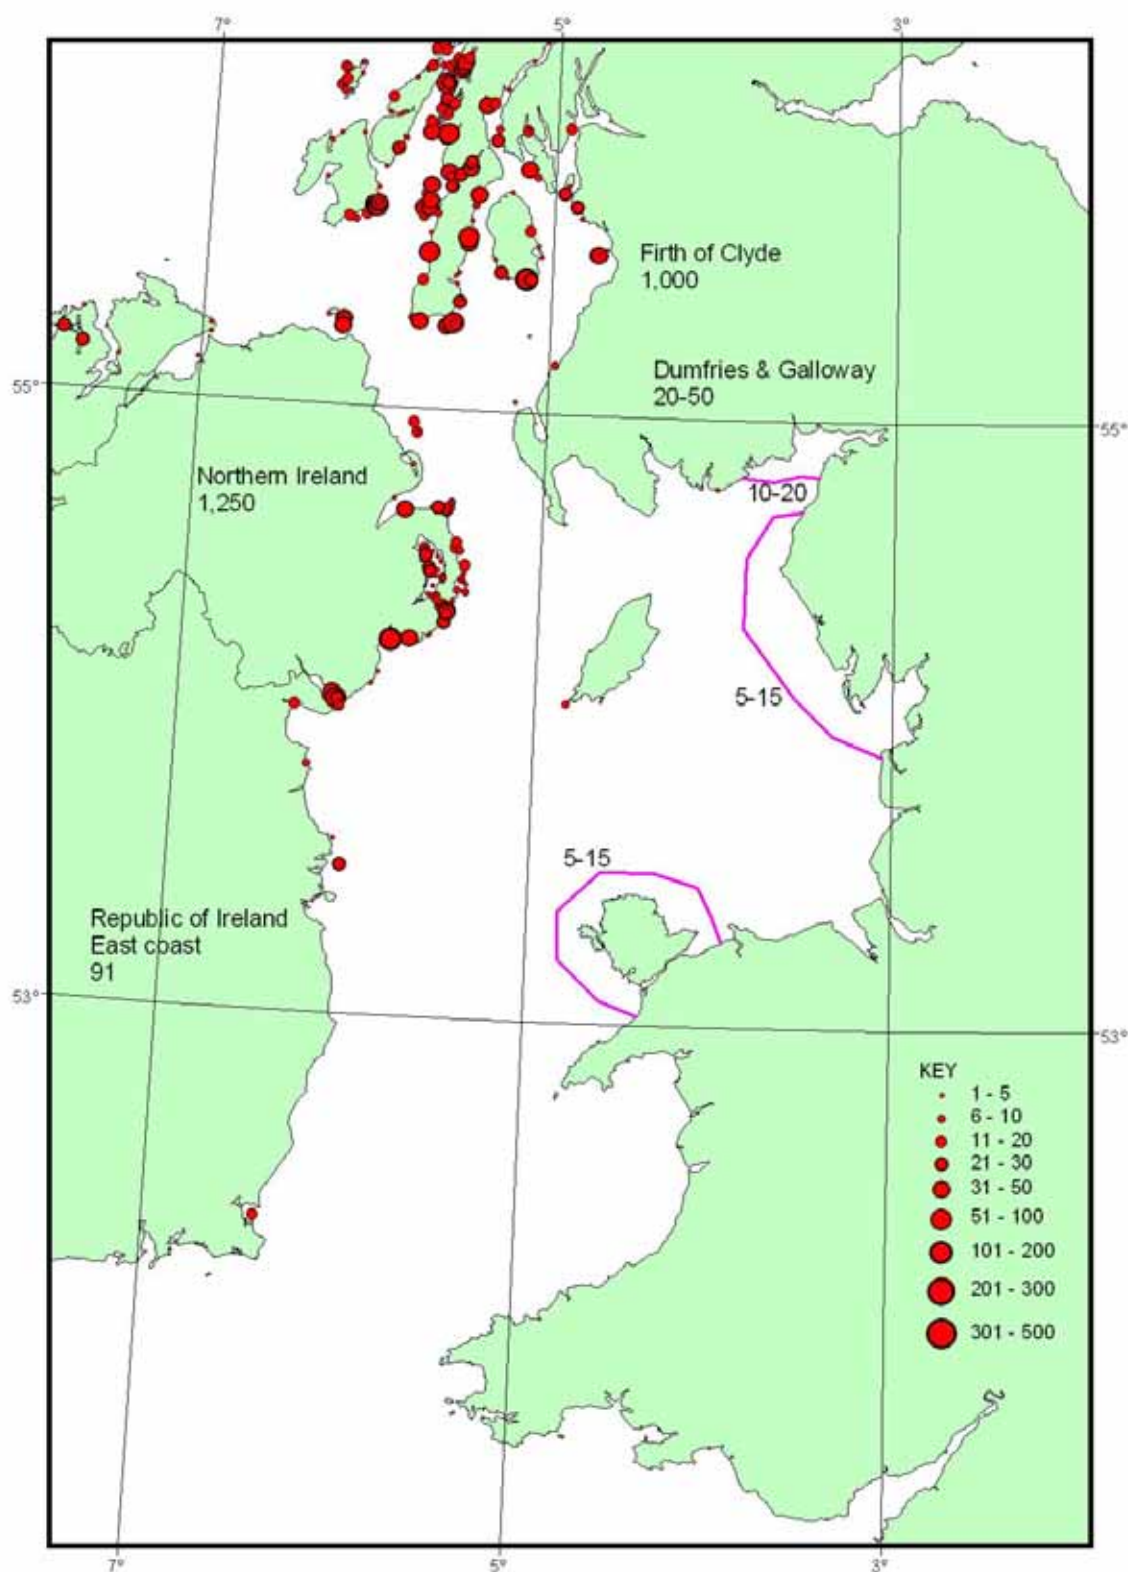 7°
5°
3°
Firth of Clyde
1,000
Dumfries & Galloway
20-50
55°
55°
Northern Ireland
1,250
10-20
5-15
5-15
Republic of Ireland
East coast
91
53°
53°
KEY
1 - 5
6 - 10
11 - 20
21 - 30
31 - 50
51 - 100
101 - 200
201 - 300
301 - 500
7°
5°
3°